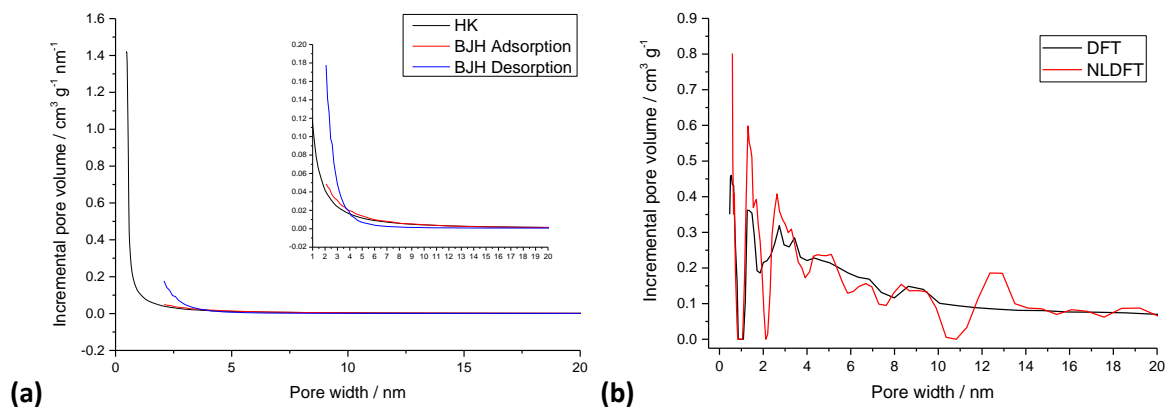 1.6
1.4
1.2
1.0
0.8
0.6
0.4
0.2
0.0
-0.2
Incremental pore volume / cm³ g⁻¹ nm⁻¹
0 5 10 15 20
Pore width / nm
HK
BJH Adsorption
BJH Desorption
0.20
0.18
0.16
0.14
0.12
0.10
0.08
0.06
0.04
0.02
0.00
-0.02
1 2 3 4 5 6 7 8 9 10 11 12 13 14 15 16 17 18 19 20
(a)
0.9
0.8
0.7
0.6
0.5
0.4
0.3
0.2
0.1
0.0
Incremental pore volume / cm³ g⁻¹
0 2 4 6 8 10 12 14 16 18 20
Pore width / nm
DFT
NLDFT
(b)